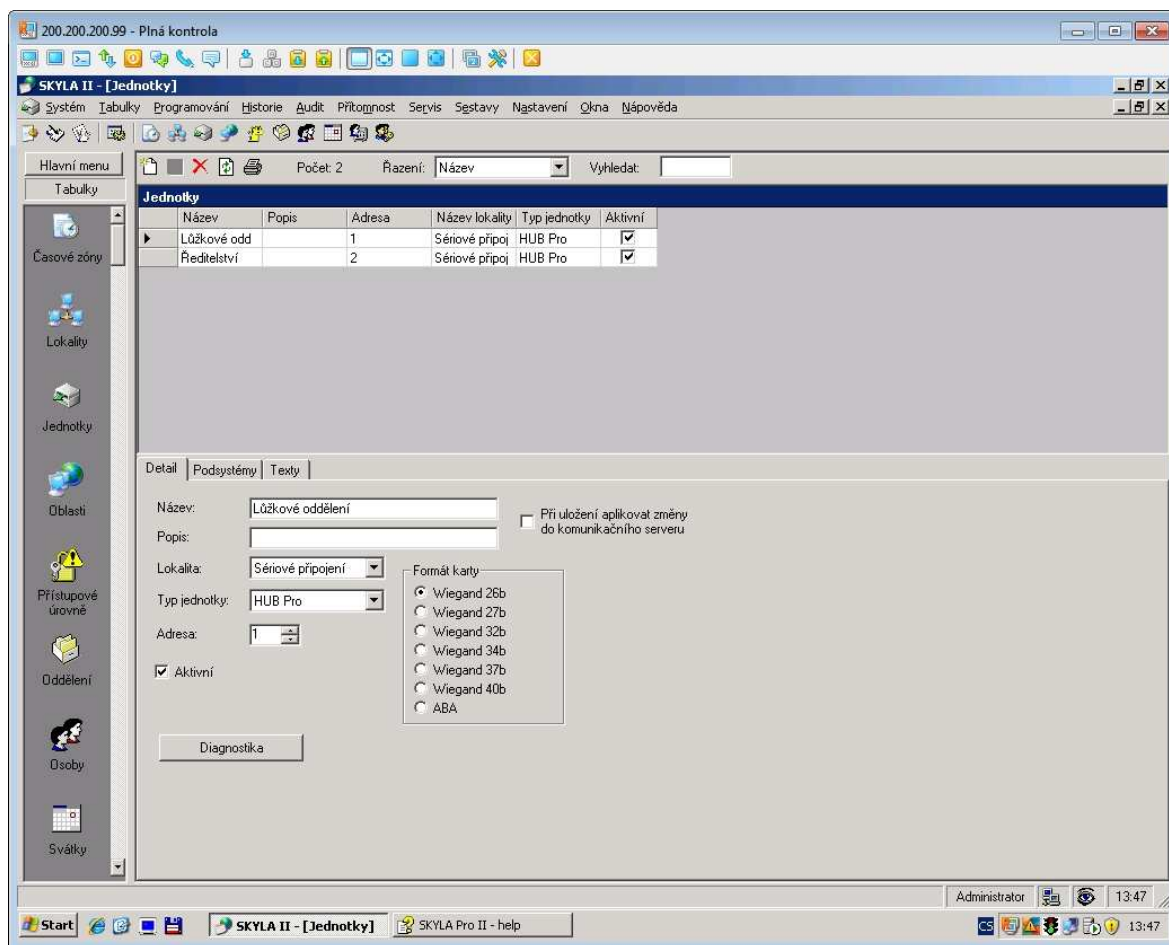 200.200.200.99 - Plná kontrola
SKYLA II - [Jednotky]
Systém Tabulky Programování Historie Audit Přítomnost Servis Sestavy Nastavení Okna Nápověda
Hlavní menu
Počet: 2 Řazení: Název Vyhledat:
Tabulky
Jednotky
Název Popis Adresa Název lokality Typ jednotky Aktivní
Lůžkové odd 1 Sériové připoj HUB Pro
Ředitelství 2 Sériové připoj HUB Pro
Časové zóny
Lokality
Jednotky
Oblasti
Přístupové
úrovně
Oddělení
Osoby
Svátky
Detail Podsystémy Texty
Název: Lůžkové oddělení
Při uložení aplikovat změny
do komunikačního serveru
Popis:
Lokalita: Sériové připojení
Typ jednotky: HUB Pro
Adresa: 1
Aktivní
Formát karty
Wiegand 26b
Wiegand 27b
Wiegand 32b
Wiegand 34b
Wiegand 37b
Wiegand 40b
ABA
Diagnostika
Administrator 13:47
Start SKYLA II - [Jednotky] SKYLA Pro II - help CS 13:47